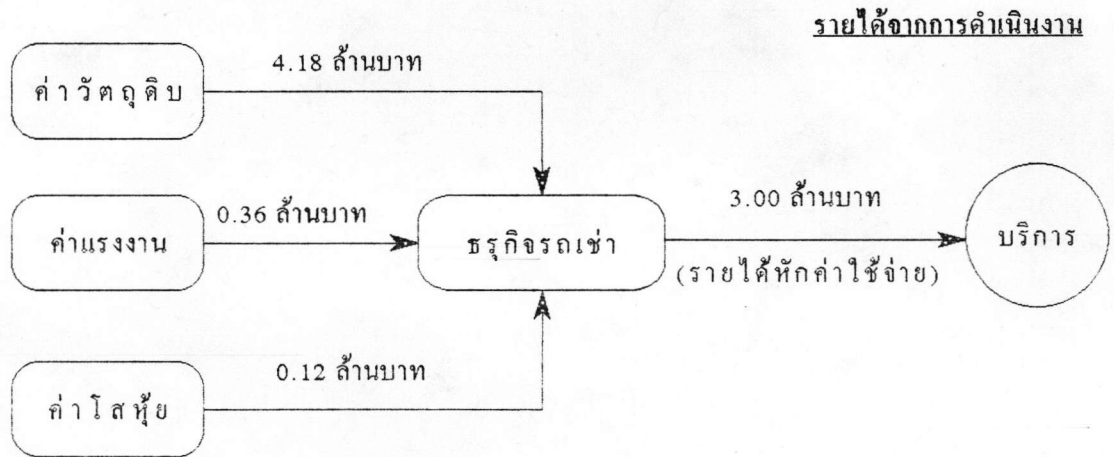 รายได้จากการดำเนินงาน
4.18 ล้านบาท
ค่าวัตถุดิบ
0.36 ล้านบาท
ค่าแรงงาน
ธรุกิจรถเช่า
3.00 ล้านบาท
(รายได้หักค่าใช้จ่าย)
บริการ
0.12 ล้านบาท
ค่าโสหุ้ย